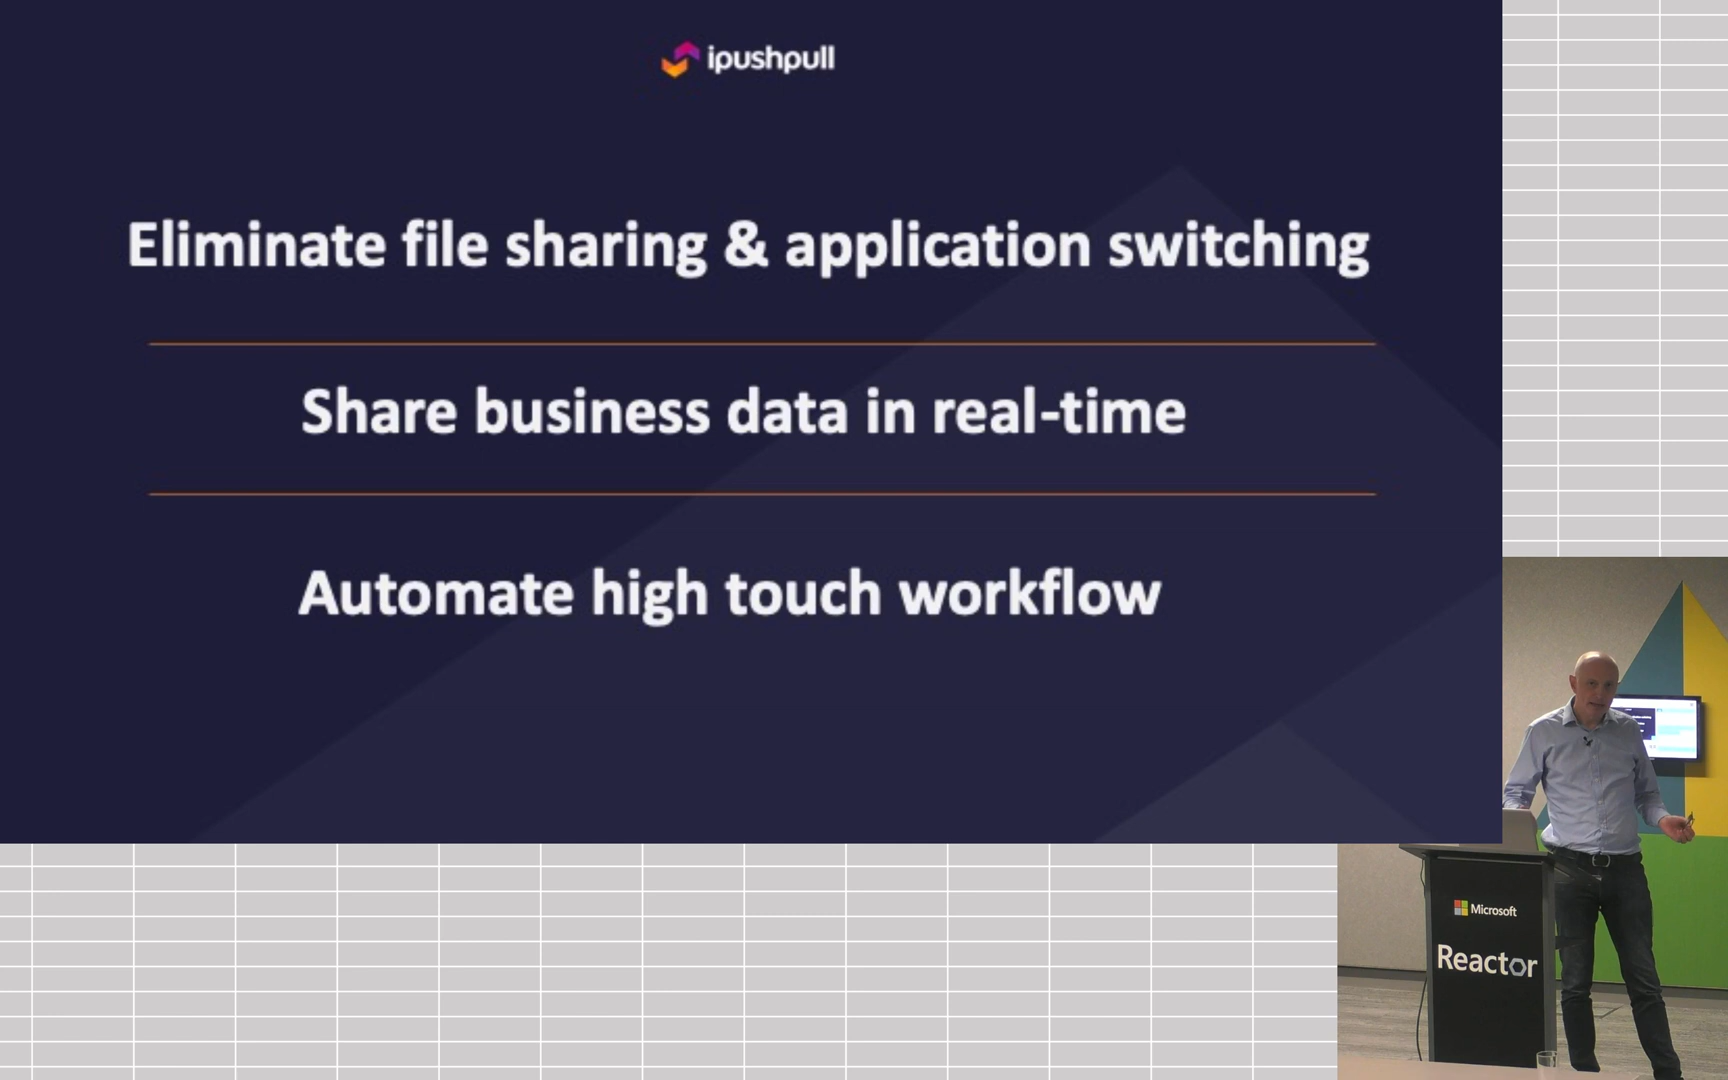 ipushpull
Eliminate file sharing & application switching
Share business data in real-time
Automate high touch workflow
Microsoft
Reactor